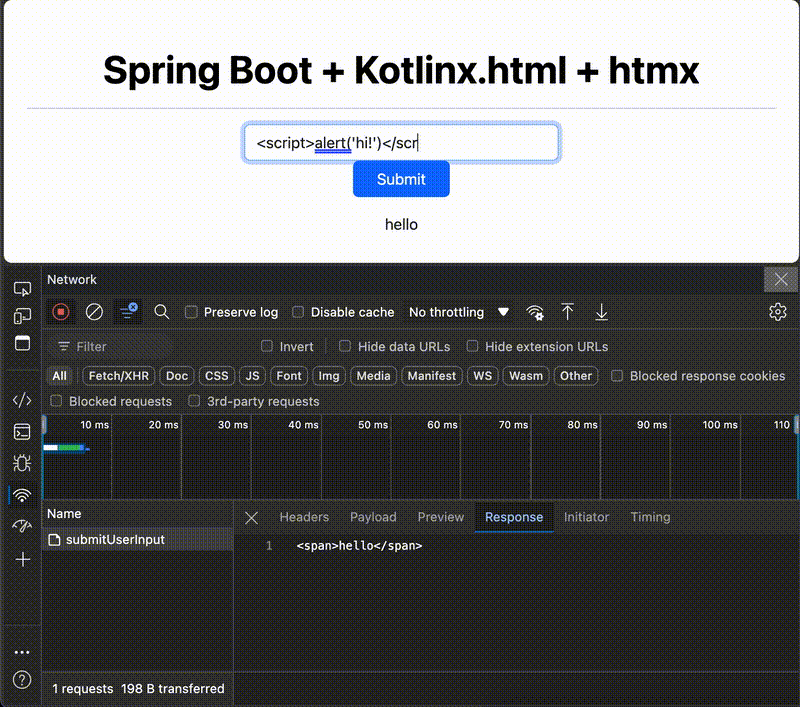 Spring Boot + Kotlinx.html + htmx
<script>alert('hi!')</scr
Submit
hello
Network
Preserve log Disable cache No throttling
Filter Invert Hide data URLs Hide extension URLs
All Fetch/XHR Doc CSS JS Font Img Media Manifest WS Wasm Other Blocked response cookies
Blocked requests 3rd-party requests
10 ms 20 ms 30 ms 40 ms 50 ms 60 ms 70 ms 80 ms 90 ms 100 ms 110
Name Headers Payload Preview Response Initiator Timing
submitUserInput
1 <span>hello</span>
1 requests 198 B transferred